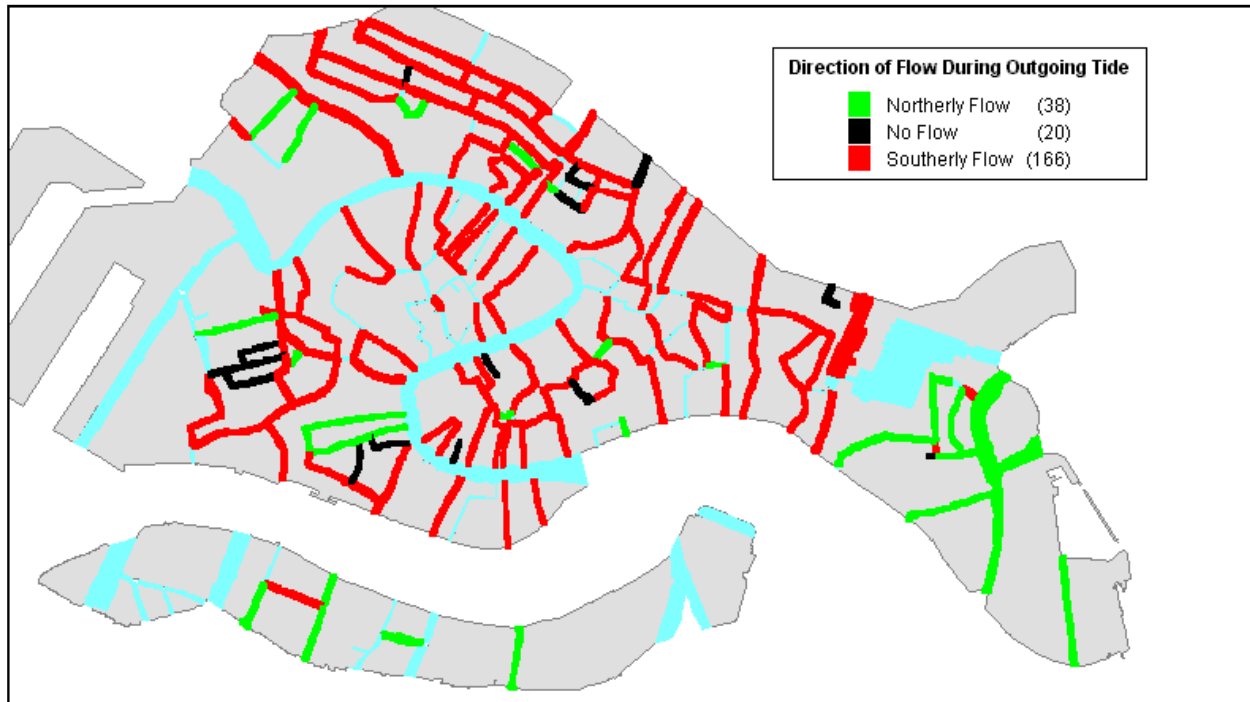 Direction of Flow During Outgoing Tide
Northerly Flow (38)
No Flow (20)
Southerly Flow (166)